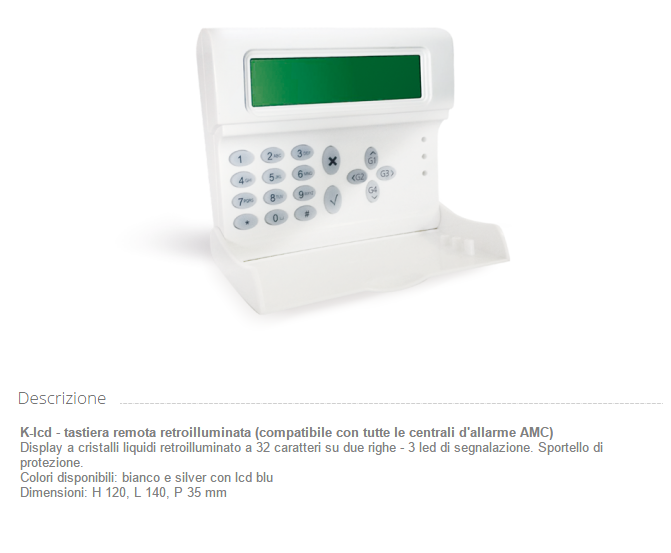 1 2 ABC 3 DEF
4 5 6
7 8 9
* 0 #
G1
G2 G3
G4
Descrizione
K-lcd - tastiera remota retroilluminata (compatibile con tutte le centrali d'allarme AMC)
Display a cristalli liquidi retroilluminato a 32 caratteri su due righe - 3 led di segnalazione. Sportello di
protezione.
Colori disponibili: bianco e silver con lcd blu
Dimensioni: H 120, L 140, P 35 mm